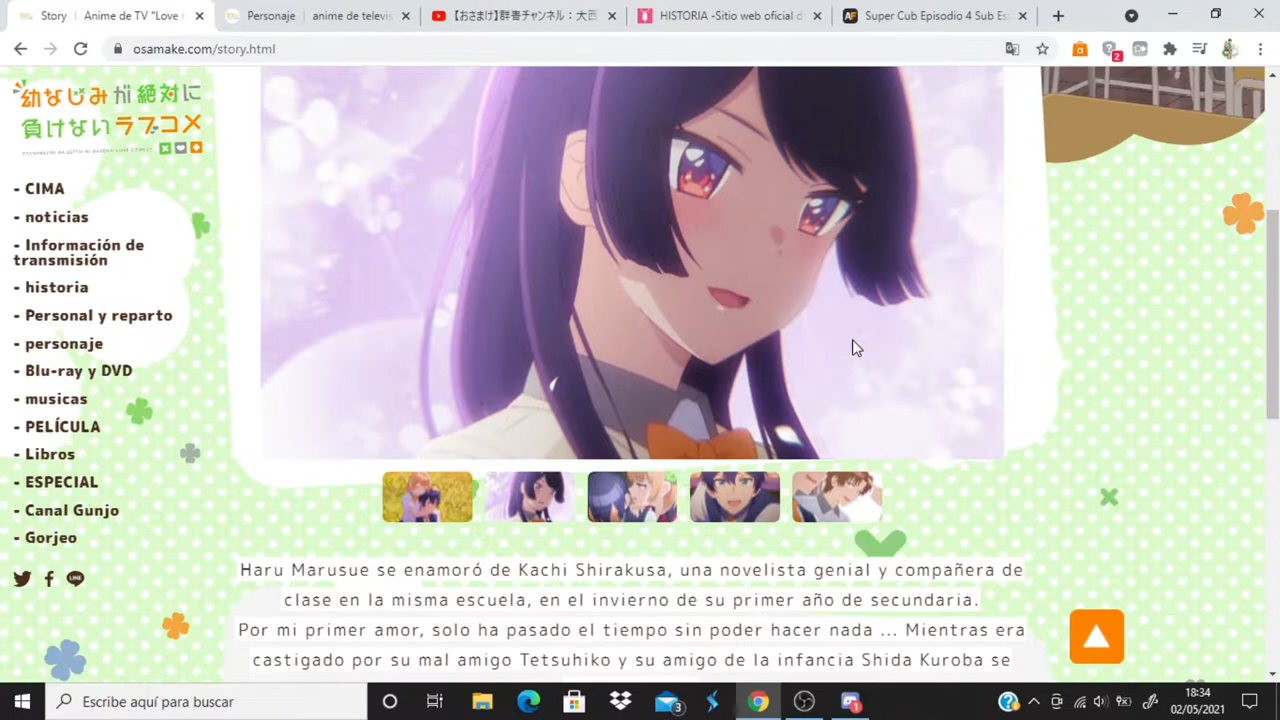 Story | Anime de TV "Love r
Personaje | anime de televis
【おさまけ】群青チャンネル：大西
HISTORIA -Sitio web oficial d
Super Cub Episodio 4 Sub Es
osamake.com/story.html
2
幼なじみが絶対に
負けないラブコメ
- CIMA
- noticias
- Información de
transmisión
- historia
- Personal y reparto
- personaje
- Blu-ray y DVD
- musicas
- PELÍCULA
- Libros
- ESPECIAL
- Canal Gunjo
- Gorjeo
LINE
Haru Marusue se enamoró de Kachi Shirakusa, una novelista genial y compañera de
clase en la misma escuela, en el invierno de su primer año de secundaria.
Por mi primer amor, solo ha pasado el tiempo sin poder hacer nada ... Mientras era
castigado por su mal amigo Tetsuhiko y su amigo de la infancia Shida Kuroba se
Escribe aquí para buscar
3
1
18:34
02/05/2021